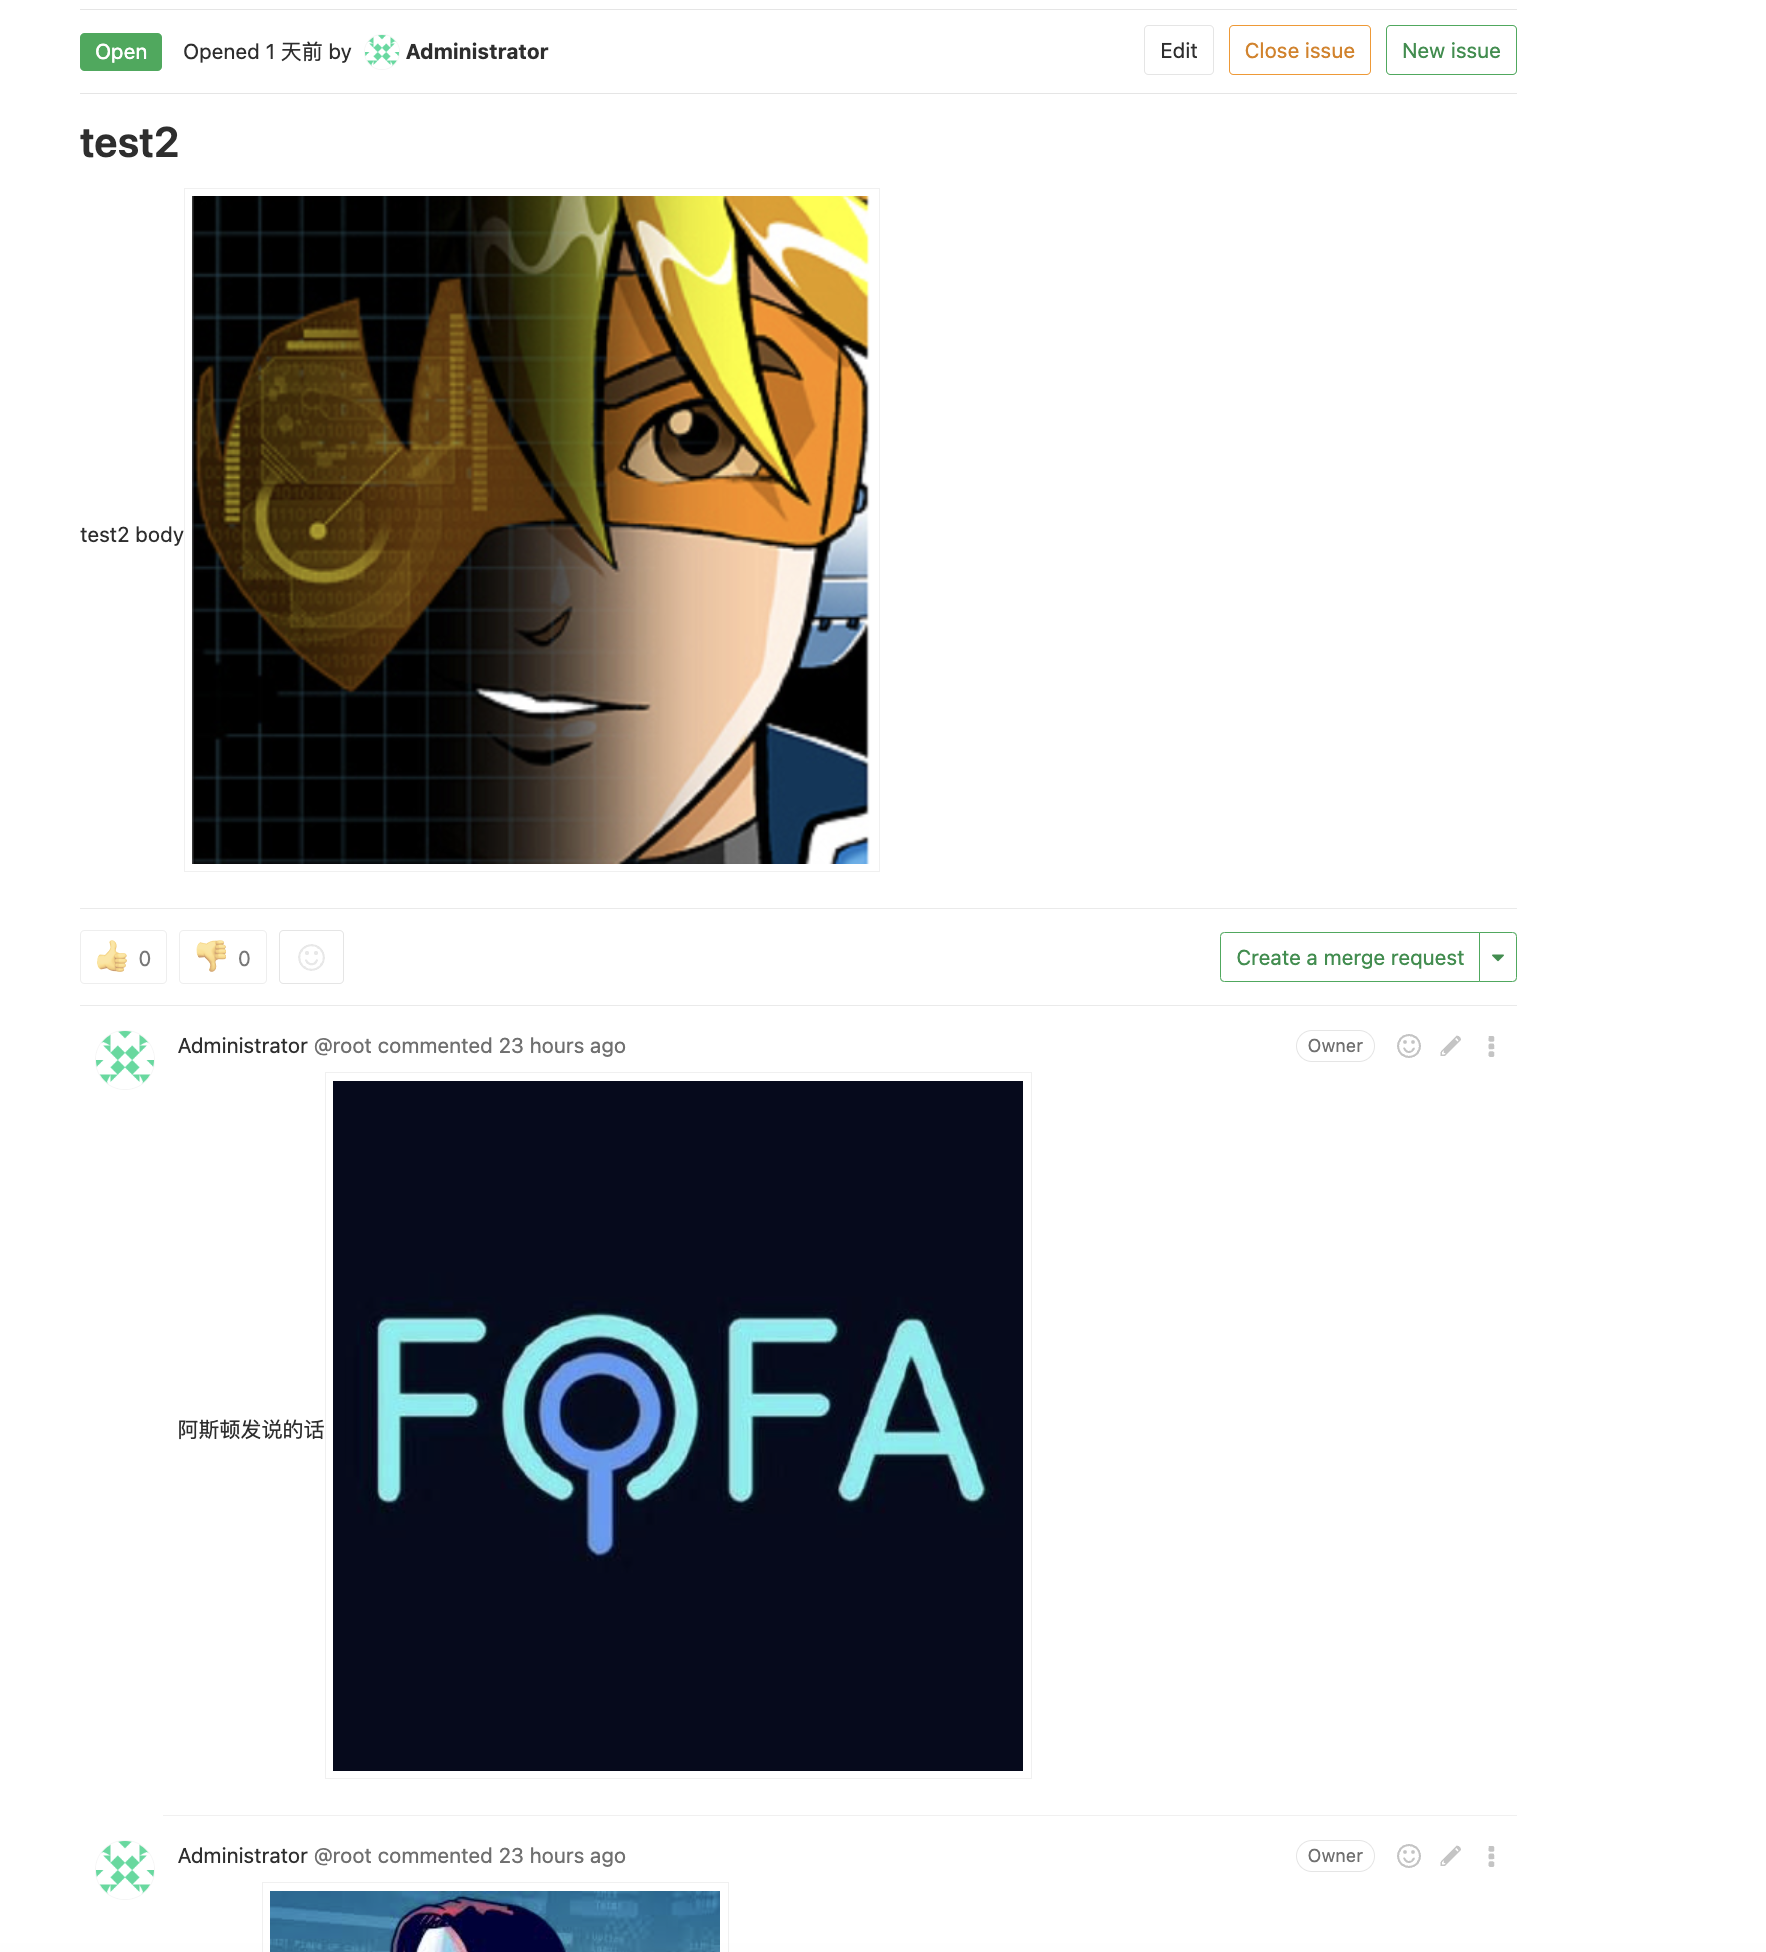 Open Opened 1 天前 by Administrator Edit Close issue New issue
test2
test2 body
0 0 Create a merge request
Administrator @root commented 23 hours ago Owner
FOFA
阿斯顿发说的话
Administrator @root commented 23 hours ago Owner